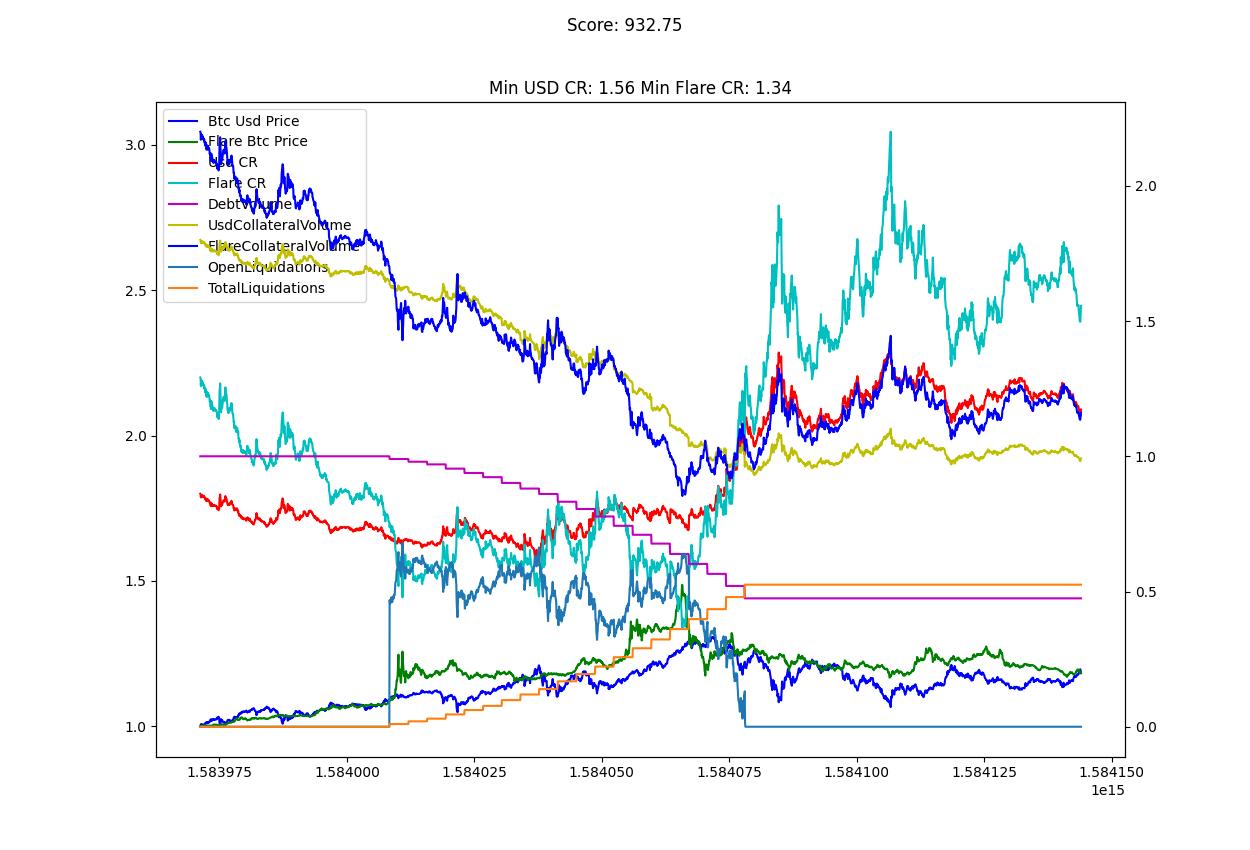 Score: 932.75
Min USD CR: 1.56 Min Flare CR: 1.34
Btc Usd Price
Flare Btc Price
Usd CR
Flare CR
DebtVolume
UsdCollateralVolume
FlareCollateralVolume
OpenLiquidations
TotalLiquidations
3.0
2.5
2.0
1.5
1.0
2.0
1.5
1.0
0.5
0.0
1.583975
1.584000
1.584025
1.584050
1.584075
1.584100
1.584125
1.584150
1e15